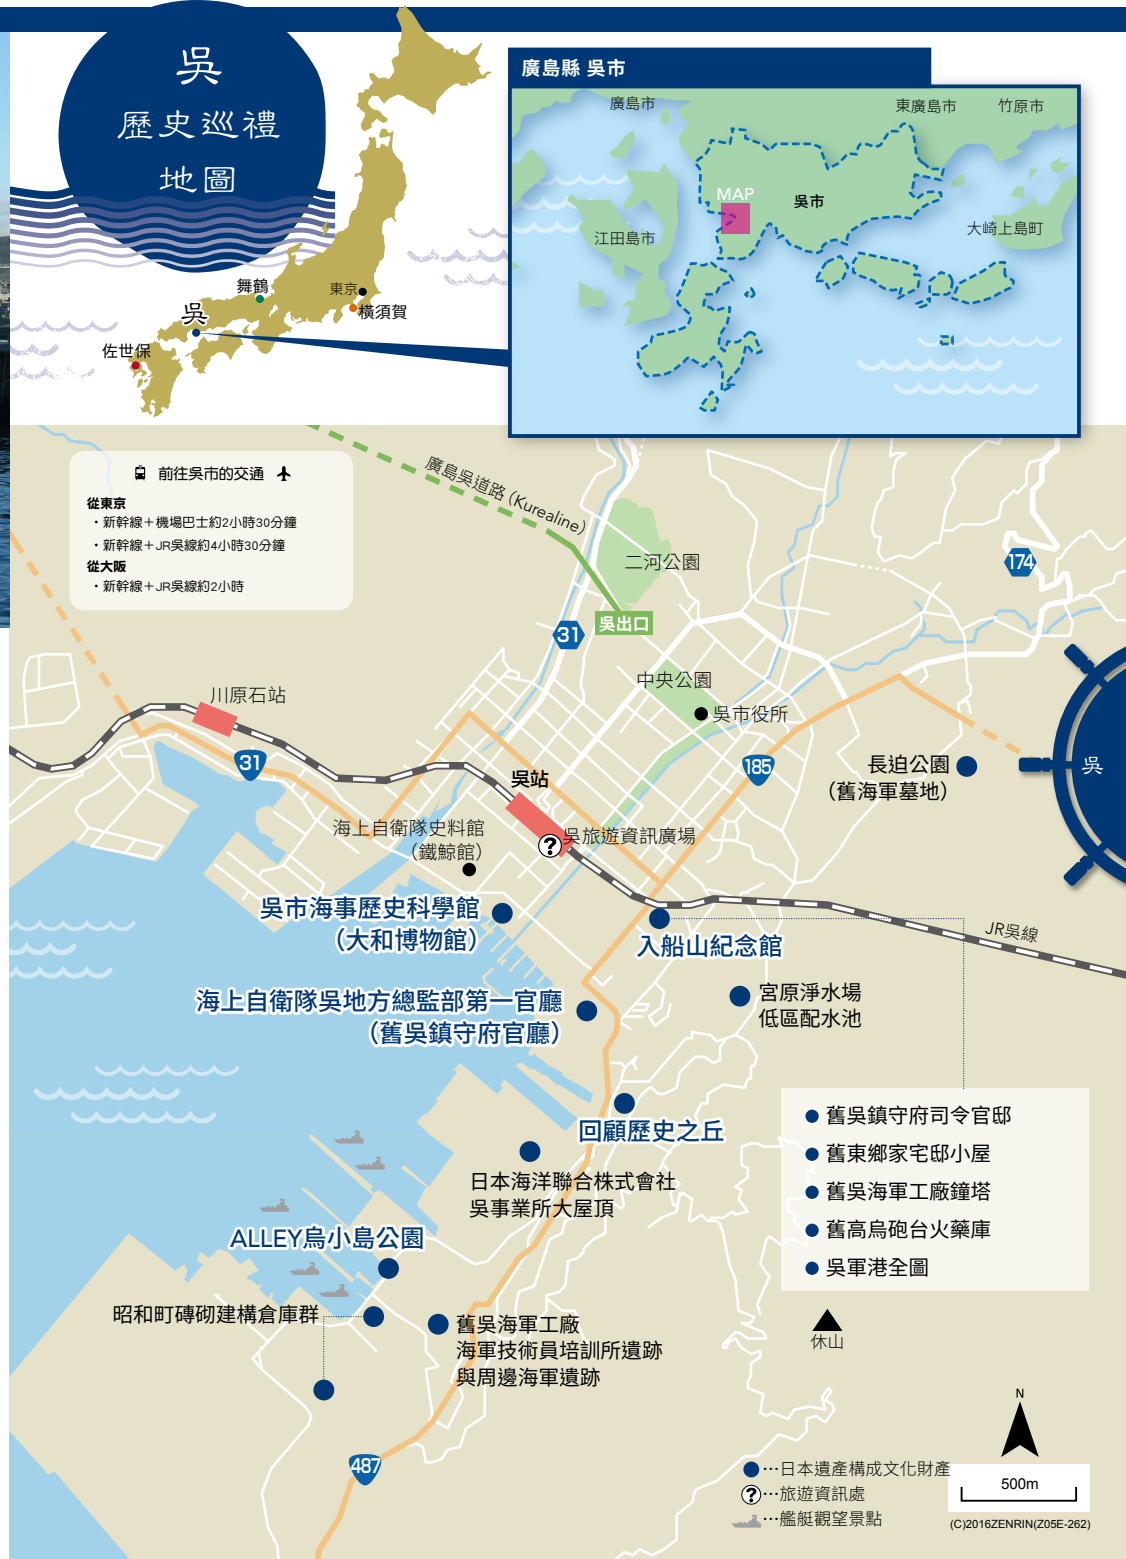 吳
歷史巡禮
地圖
舞鶴
東京
橫須賀
吳
佐世保
廣島縣 吳市
廣島市
東廣島市
竹原市
MAP
吳市
江田島市
大崎上島町
前往吳市的交通
從東京
・新幹線＋機場巴士約2小時30分鐘
・新幹線＋JR吳線約4小時30分鐘
從大阪
・新幹線＋JR吳線約2小時
廣島吳道路 (Kurealine)
二河公園
174
31
吳出口
中央公園
吳市役所
川原石站
31
185
吳站
長迫公園
（舊海軍墓地）
吳
海上自衛隊史料館
（鐵鯨館）
?
吳旅遊資訊廣場
吳市海事歷史科學館
（大和博物館）
入船山紀念館
JR吳線
海上自衛隊吳地方總監部第一官廳
（舊吳鎮守府官廳）
宮原淨水場
低區配水池
回顧歷史之丘
日本海洋聯合株式會社
吳事業所大屋頂
舊吳鎮守府司令官邸
舊東鄉家宅邸小屋
舊吳海軍工廠鐘塔
舊高烏砲台火藥庫
吳軍港全圖
ALLEY烏小島公園
昭和町磚砌建構倉庫群
舊吳海軍工廠
海軍技術員培訓所遺跡
與周邊海軍遺跡
休山
487
N
500m
(C)2016ZENRIN(Z05E-262)
…日本遺產構成文化財產
?…旅遊資訊處
…艦艇觀望景點